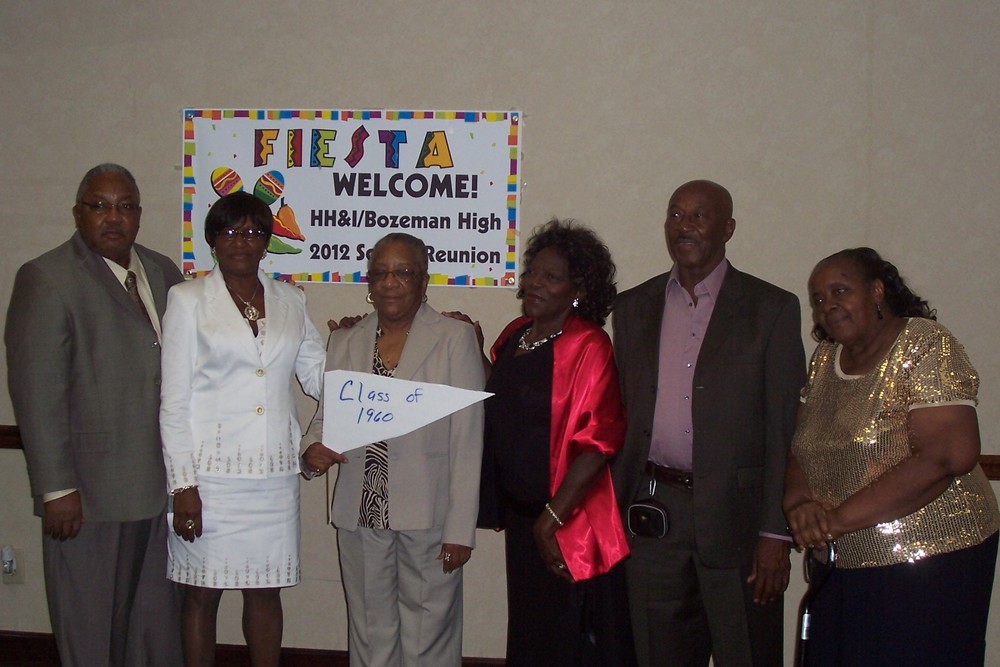 FIESTA
WELCOME!
HH&I/Bozeman High
2012 Reunion
Class of
1960